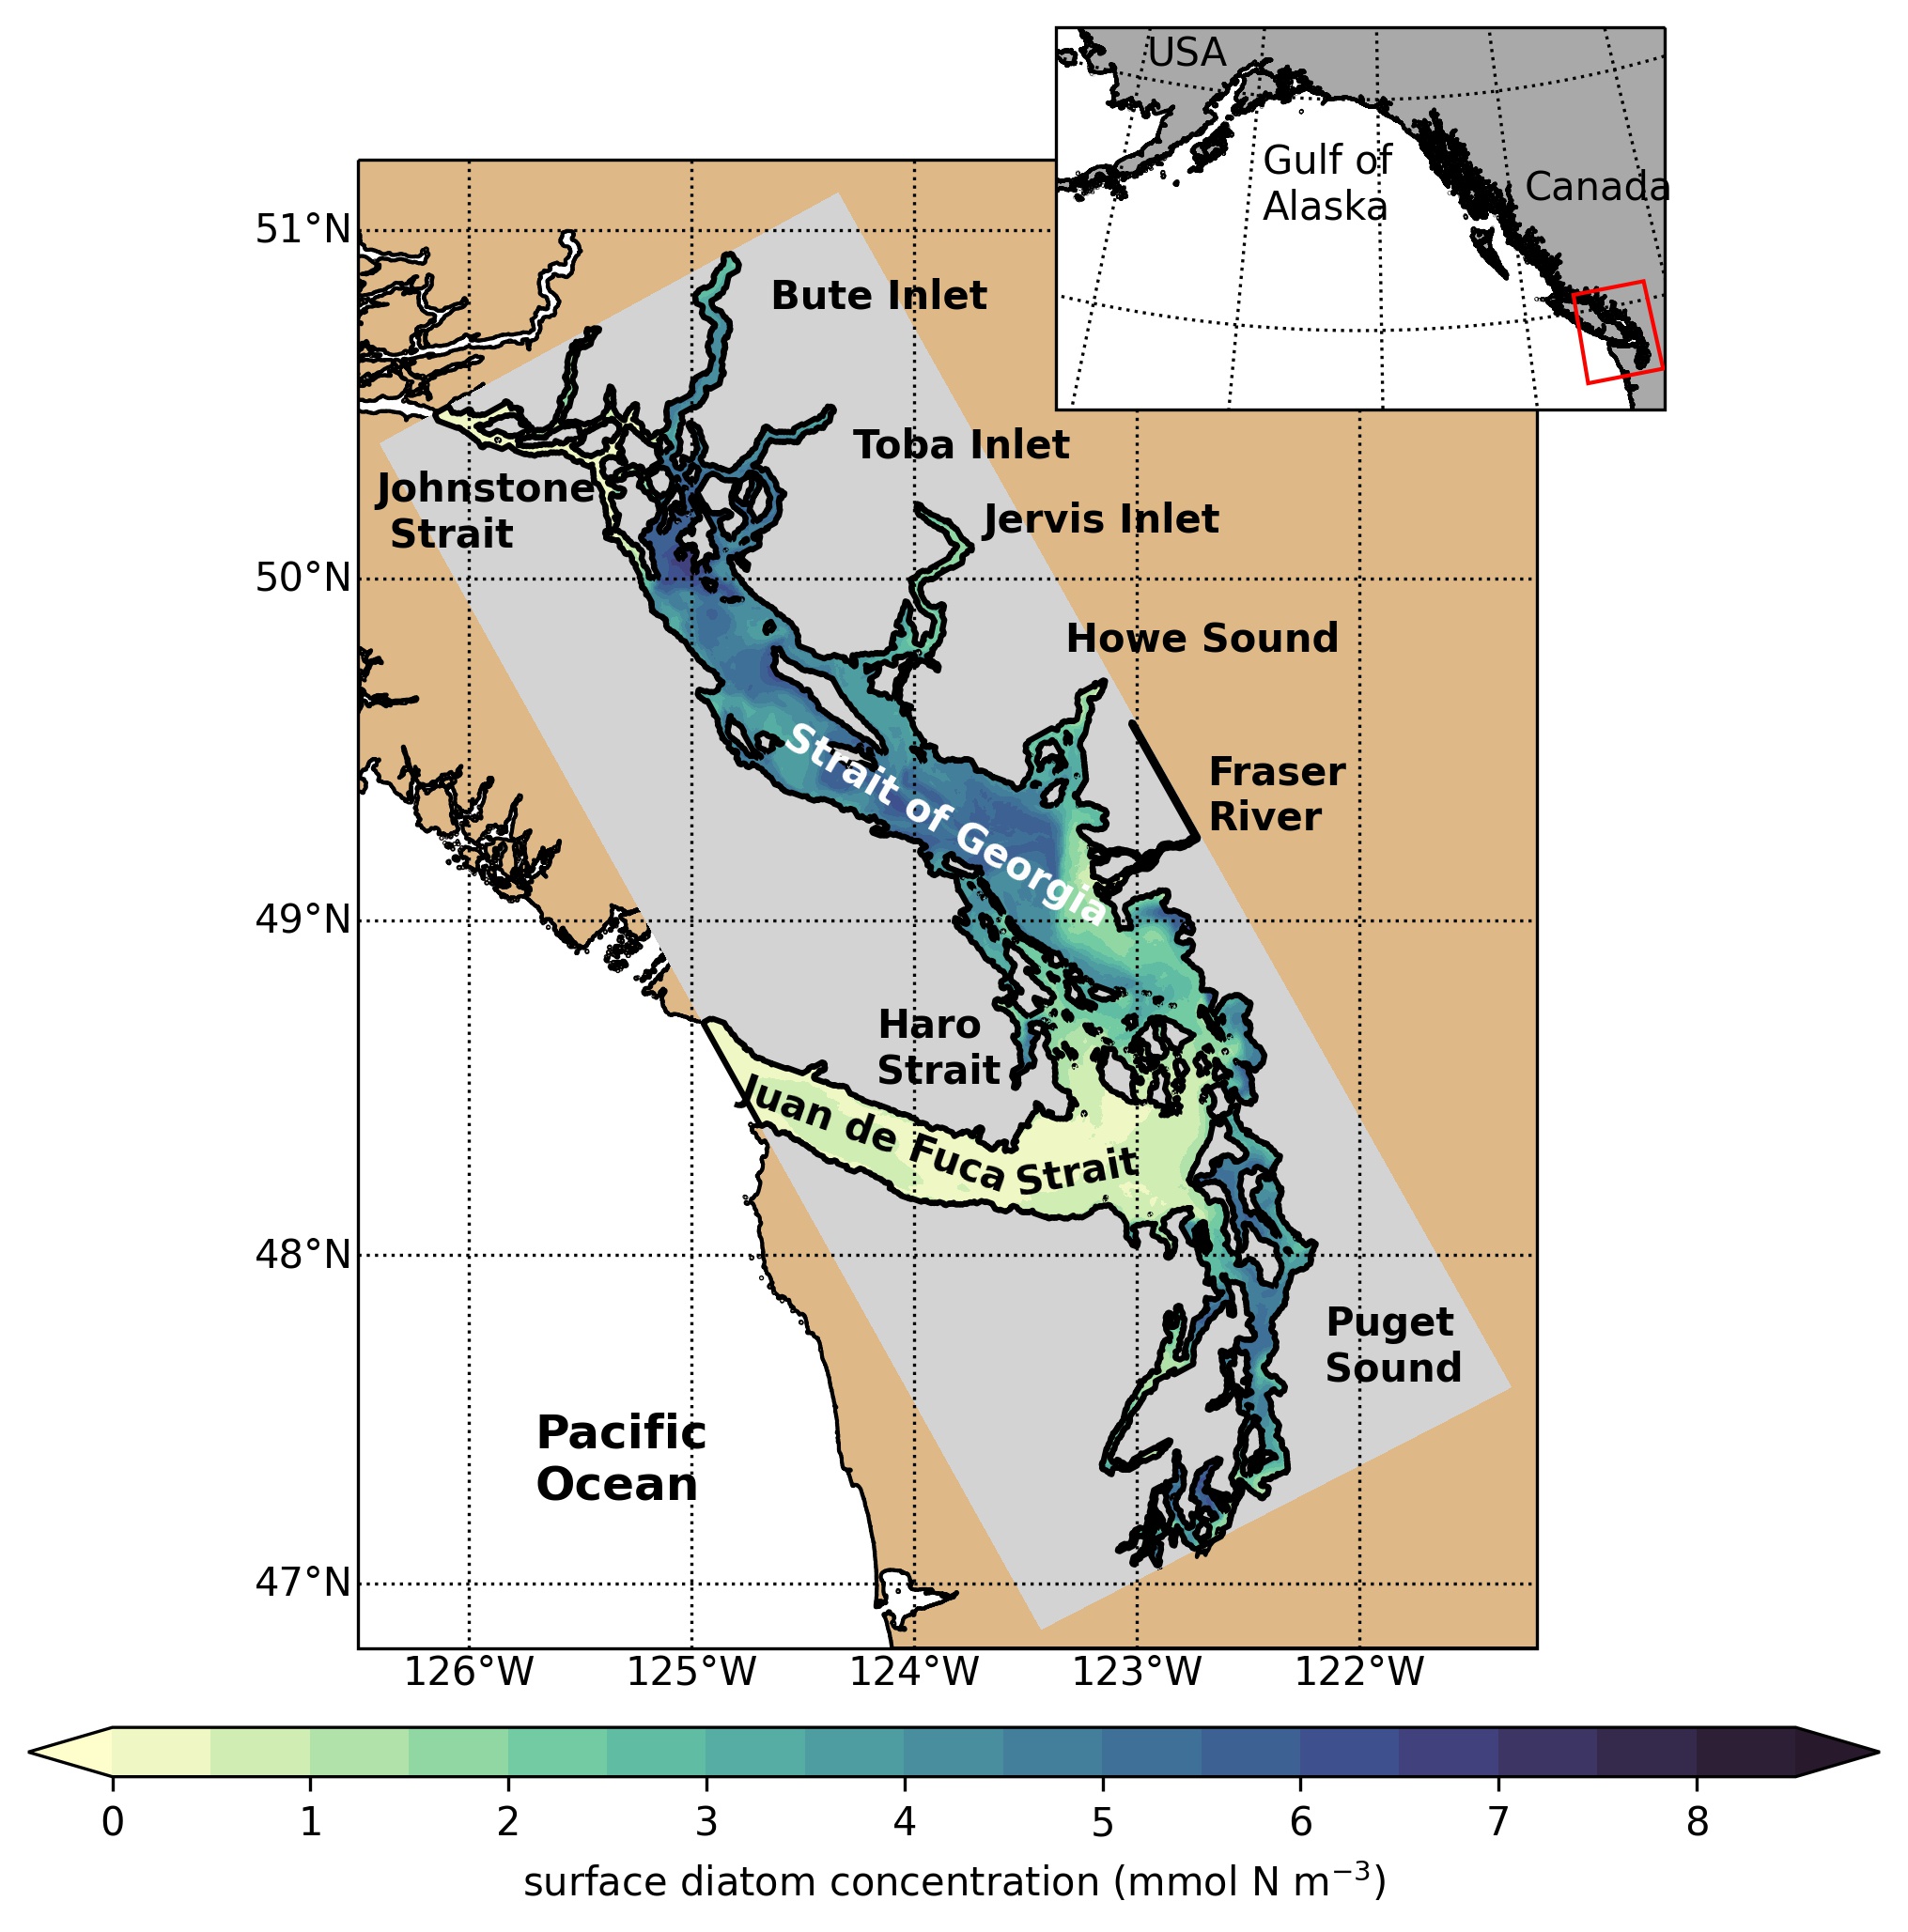 USA
Gulf of
Alaska
Canada
51°N
Bute Inlet
Toba Inlet
Johnstone
Strait
Jervis Inlet
50°N
Howe Sound
Strait of Georgia
Fraser
River
49°N
Haro
Strait
Juan de Fuca Strait
48°N
Puget
Sound
Pacific
Ocean
47°N
126°W 125°W 124°W 123°W 122°W
0 1 2 3 4 5 6 7 8
surface diatom concentration (mmol N m⁻³)